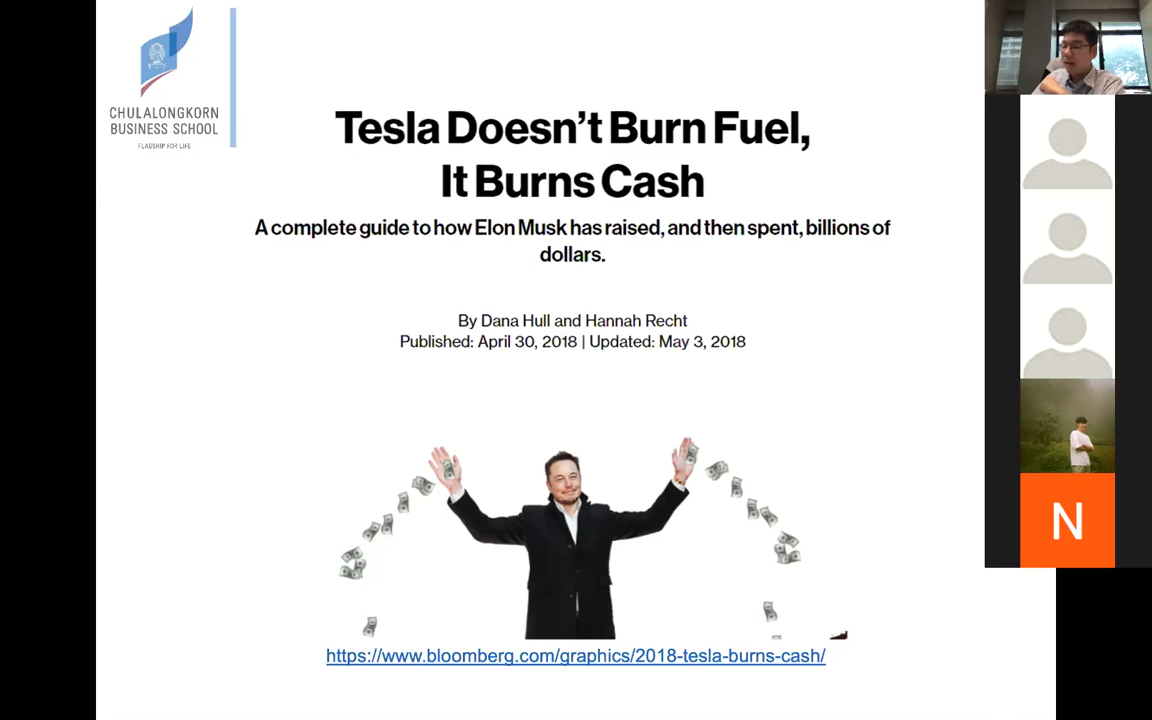 CHULALONGKORN
BUSINESS SCHOOL
FLAGSHIP FOR LIFE
Tesla Doesn’t Burn Fuel,
It Burns Cash
A complete guide to how Elon Musk has raised, and then spent, billions of
dollars.
By Dana Hull and Hannah Recht
Published: April 30, 2018 | Updated: May 3, 2018
https://www.bloomberg.com/graphics/2018-tesla-burns-cash/
N